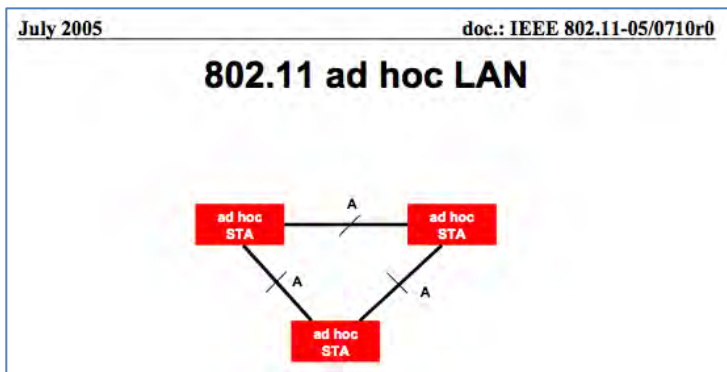 July 2005 doc.: IEEE 802.11-05/0710r0
802.11 ad hoc LAN
A
ad hoc
STA
ad hoc
STA
A
A
ad hoc
STA